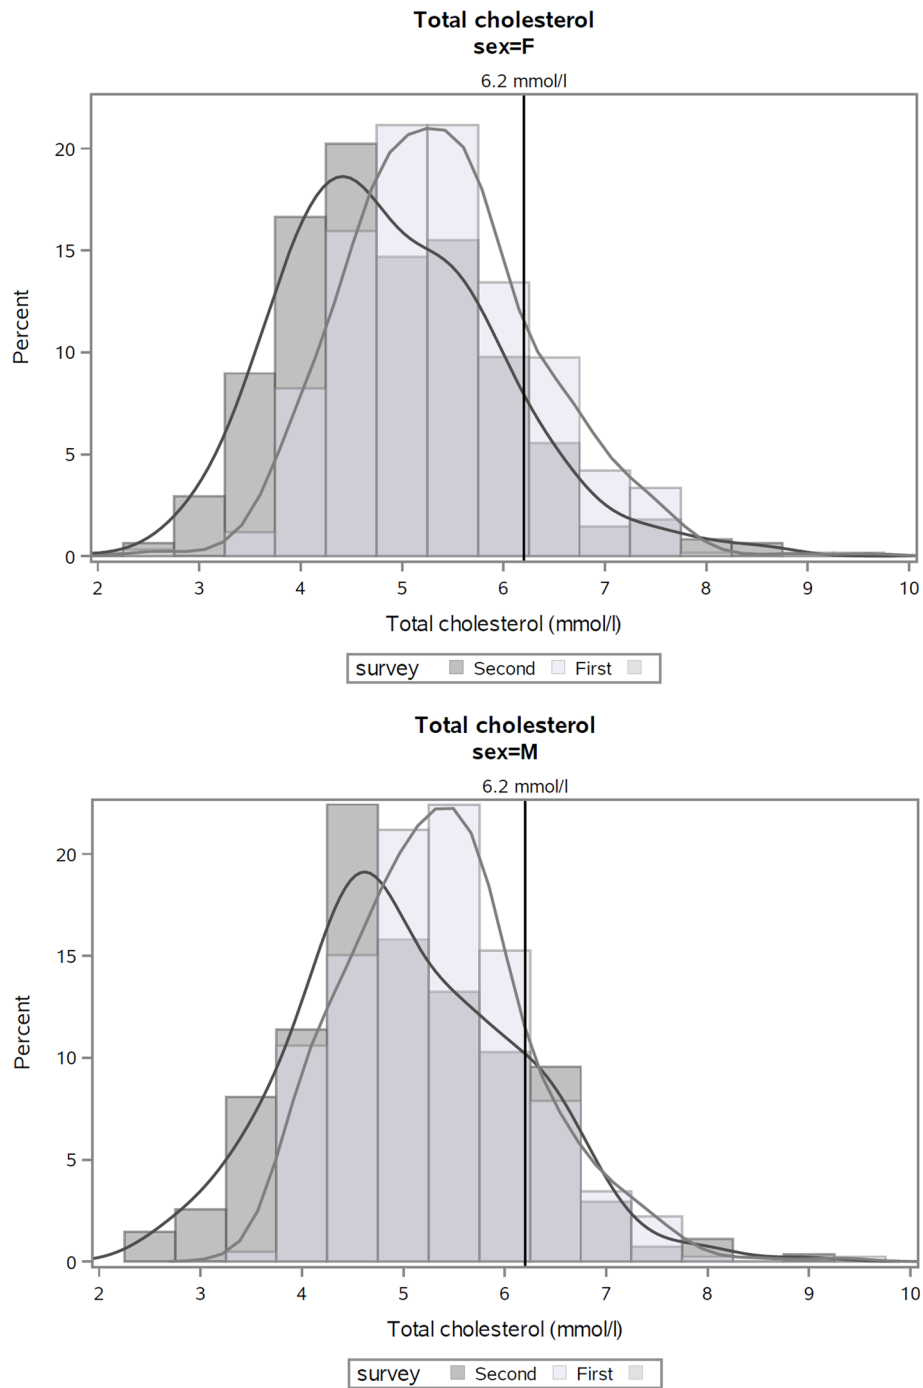 Total cholesterol
sex=F
6.2 mmol/l
20
15
10
5
0
Percent
2 3 4 5 6 7 8 9 10
Total cholesterol (mmol/l)
survey Second First
Total cholesterol
sex=M
6.2 mmol/l
20
15
10
5
0
Percent
2 3 4 5 6 7 8 9 10
Total cholesterol (mmol/l)
survey Second First